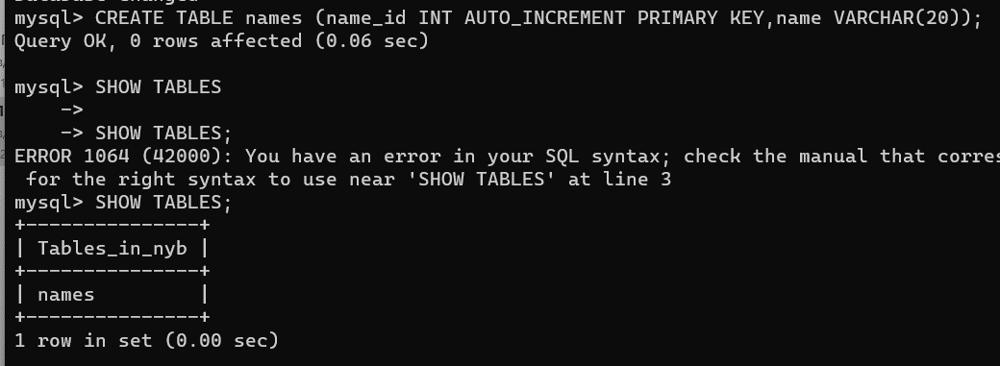 mysql> CREATE TABLE names (name_id INT AUTO_INCREMENT PRIMARY KEY,name VARCHAR(20));
Query OK, 0 rows affected (0.06 sec)
mysql> SHOW TABLES
->
-> SHOW TABLES;
ERROR 1064 (42000): You have an error in your SQL syntax; check the manual that corres
for the right syntax to use near 'SHOW TABLES' at line 3
mysql> SHOW TABLES;
+---------------+
| Tables_in_nyb |
+---------------+
| names         |
+---------------+
1 row in set (0.00 sec)